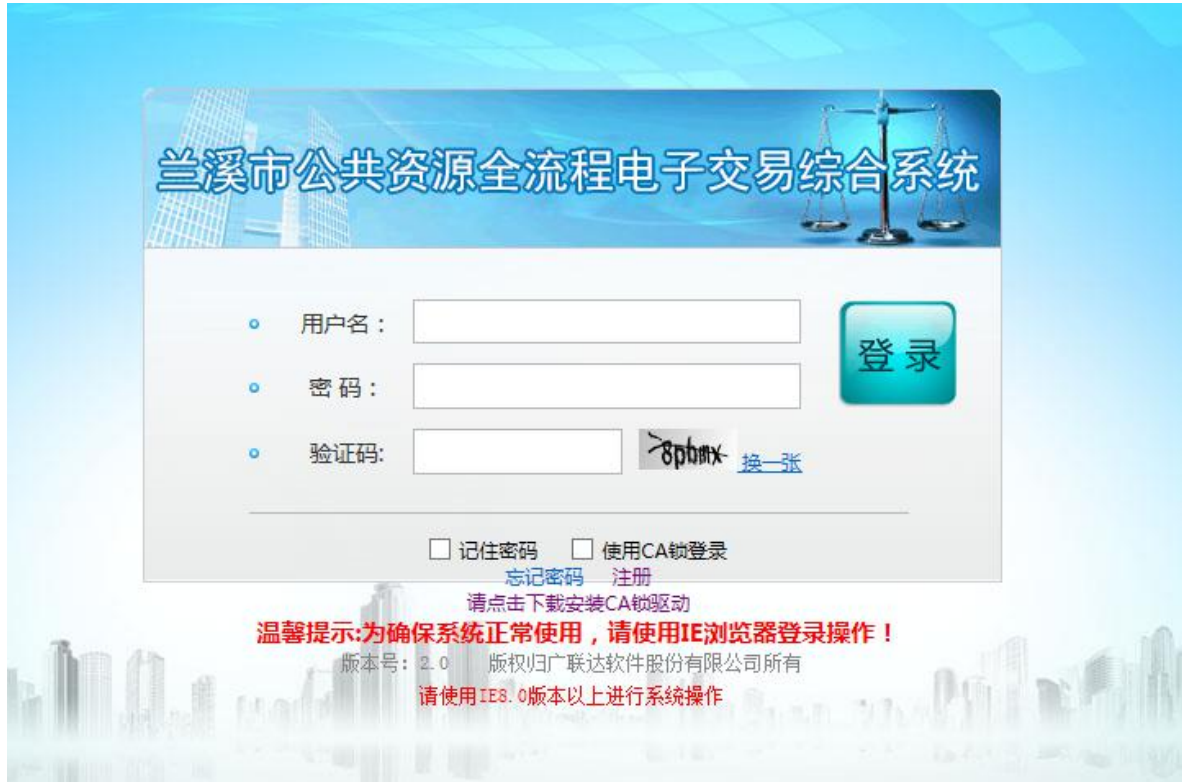 兰溪市公共资源全流程电子交易综合系统
用户名：
登 录
密 码：
验证码:
8pbmx 换一张
记住密码 使用CA锁登录
忘记密码 注册
请点击下载安装CA锁驱动
温馨提示:为确保系统正常使用，请使用IE浏览器登录操作！
版本号: 2.0 版权归广联达软件股份有限公司所有
请使用IE8.0版本以上进行系统操作